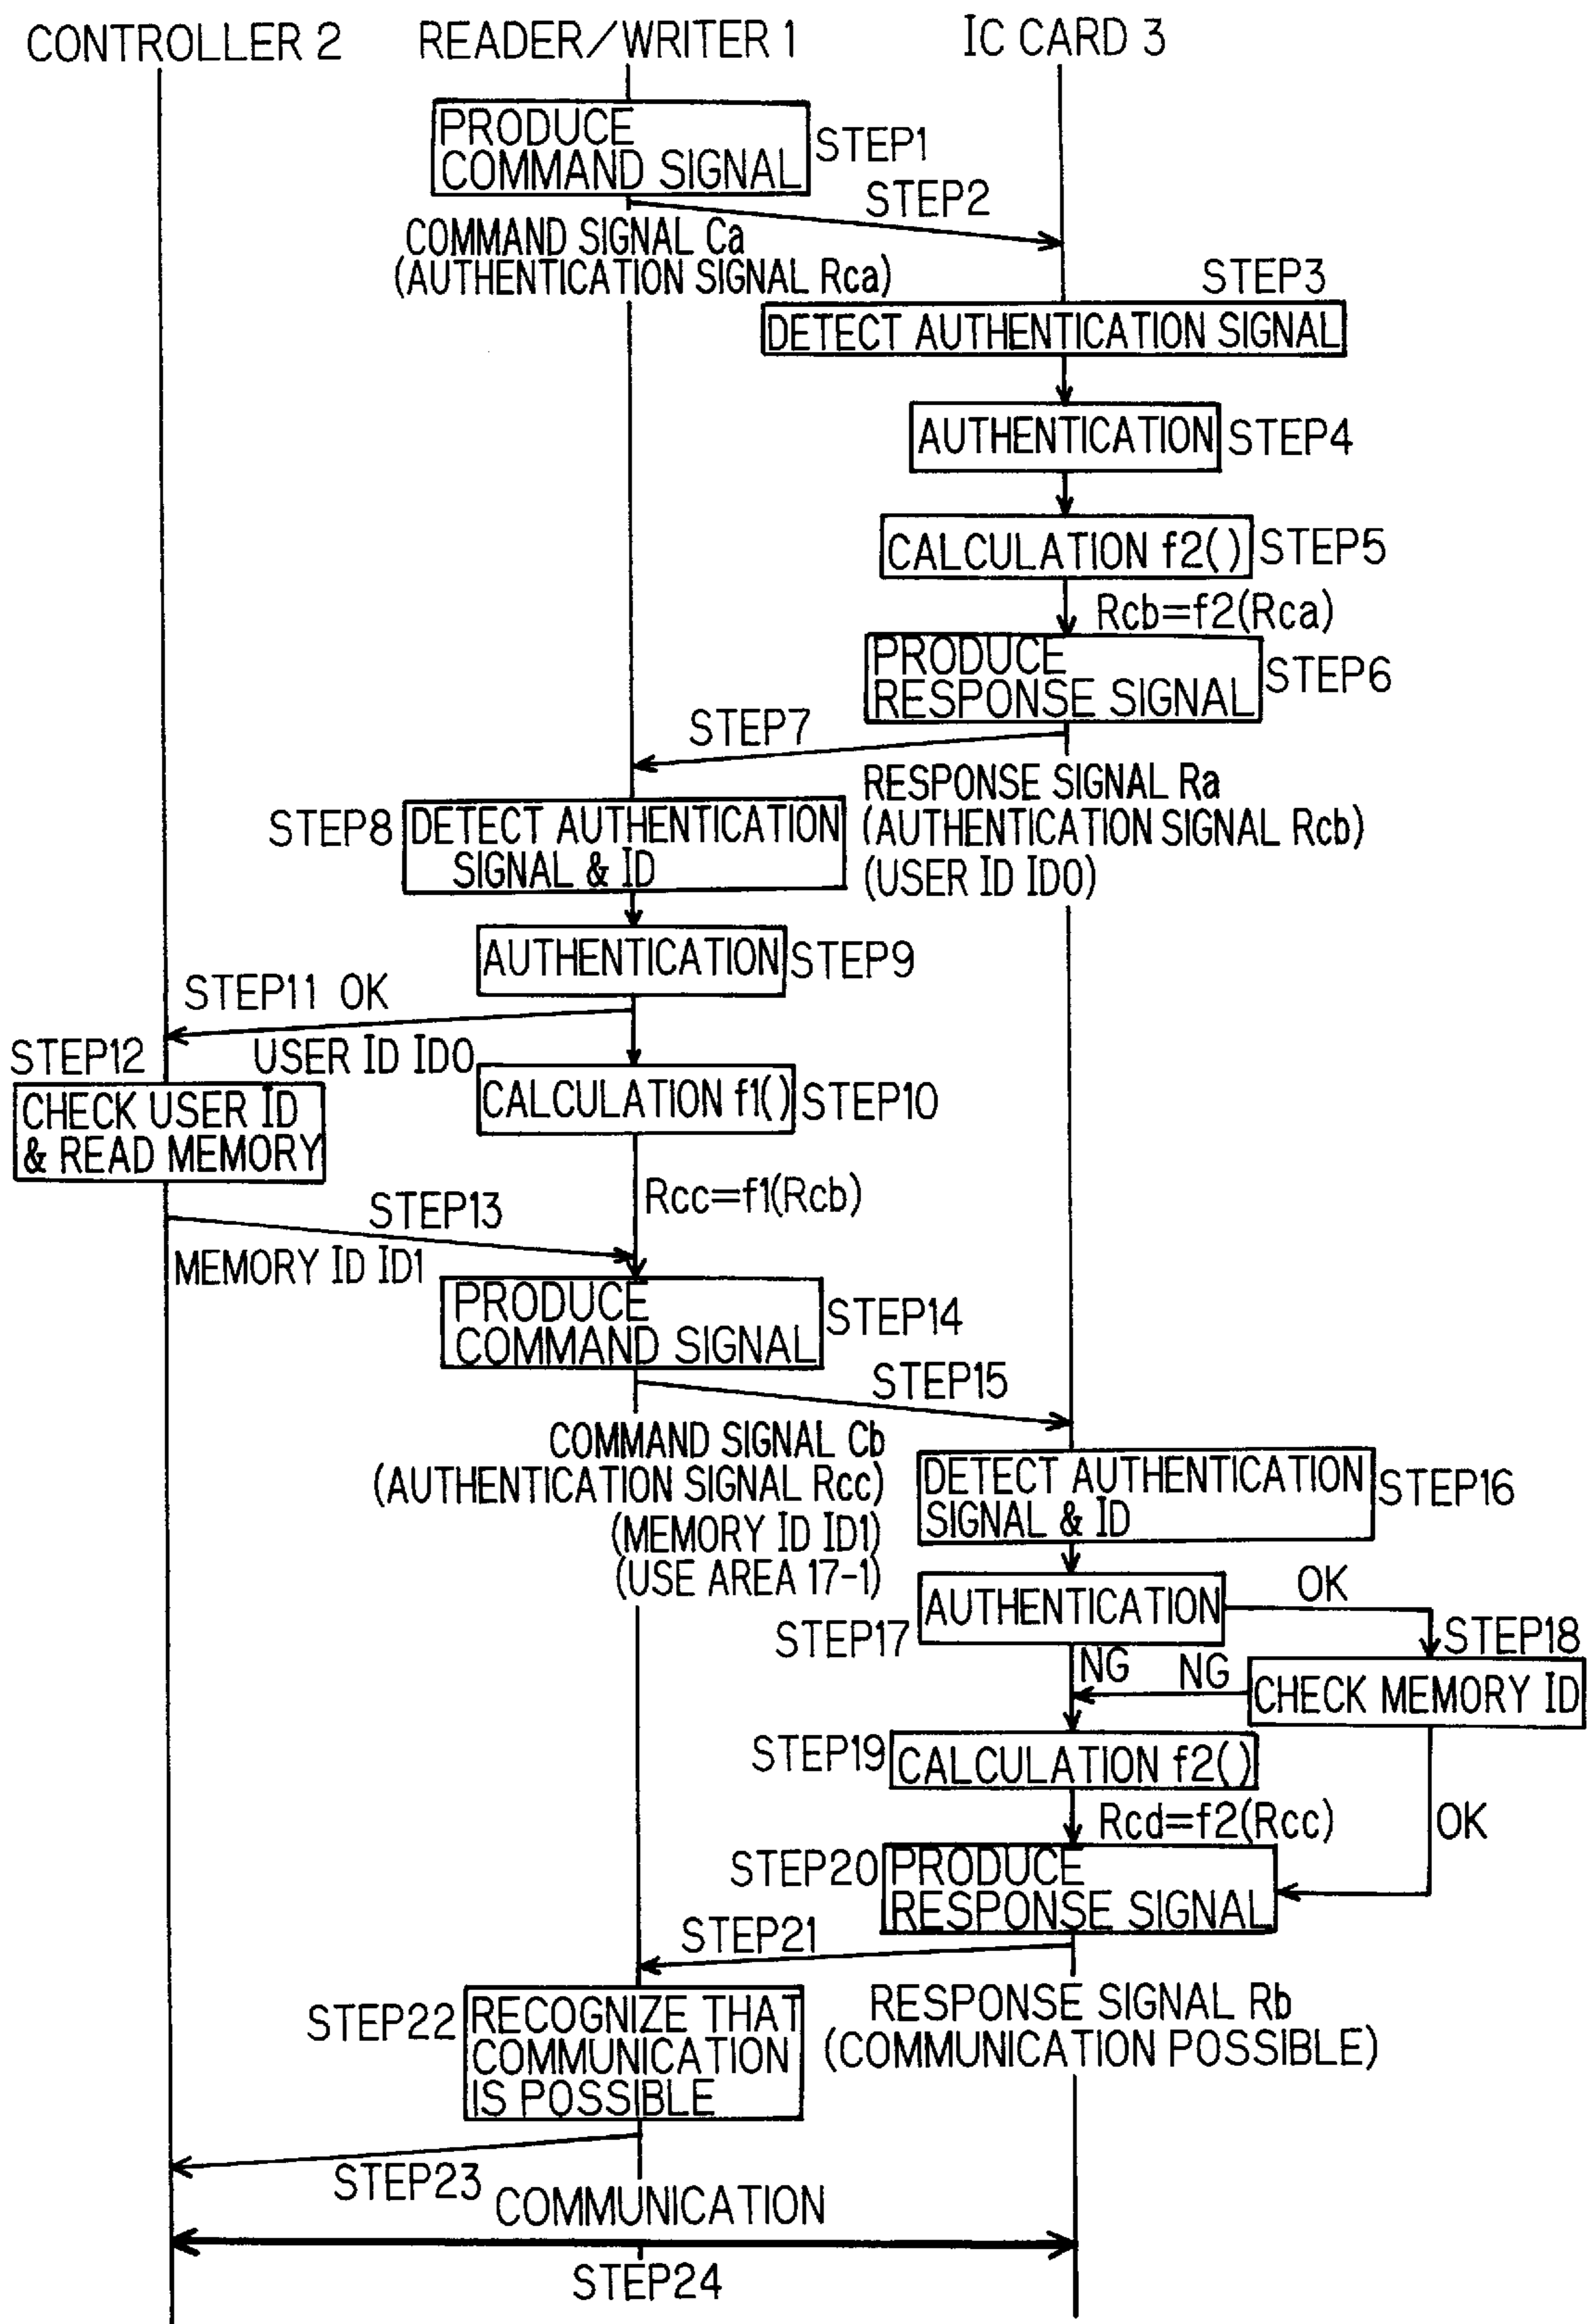 CONTROLLER 2
READER/WRITER 1
IC CARD 3
PRODUCE
COMMAND SIGNAL
STEP1
STEP2
COMMAND SIGNAL Ca
(AUTHENTICATION SIGNAL Rca)
STEP3
DETECT AUTHENTICATION SIGNAL
AUTHENTICATION
STEP4
CALCULATION f2()
STEP5
Rcb=f2(Rca)
PRODUCE
RESPONSE SIGNAL
STEP6
STEP7
RESPONSE SIGNAL Ra
(AUTHENTICATION SIGNAL Rcb)
(USER ID ID0)
STEP8
DETECT AUTHENTICATION
SIGNAL & ID
AUTHENTICATION
STEP9
STEP11 OK
USER ID ID0
STEP12
CHECK USER ID
& READ MEMORY
CALCULATION f1()
STEP10
Rcc=f1(Rcb)
STEP13
MEMORY ID ID1
PRODUCE
COMMAND SIGNAL
STEP14
STEP15
COMMAND SIGNAL Cb
(AUTHENTICATION SIGNAL Rcc)
(MEMORY ID ID1)
(USE AREA 17-1)
DETECT AUTHENTICATION
SIGNAL & ID
STEP16
AUTHENTICATION
STEP17
OK
STEP18
NG
NG
CHECK MEMORY ID
STEP19
CALCULATION f2()
Rcd=f2(Rcc)
OK
STEP20
PRODUCE
RESPONSE SIGNAL
STEP21
RESPONSE SIGNAL Rb
(COMMUNICATION POSSIBLE)
STEP22
RECOGNIZE THAT
COMMUNICATION
IS POSSIBLE
STEP23
COMMUNICATION
STEP24